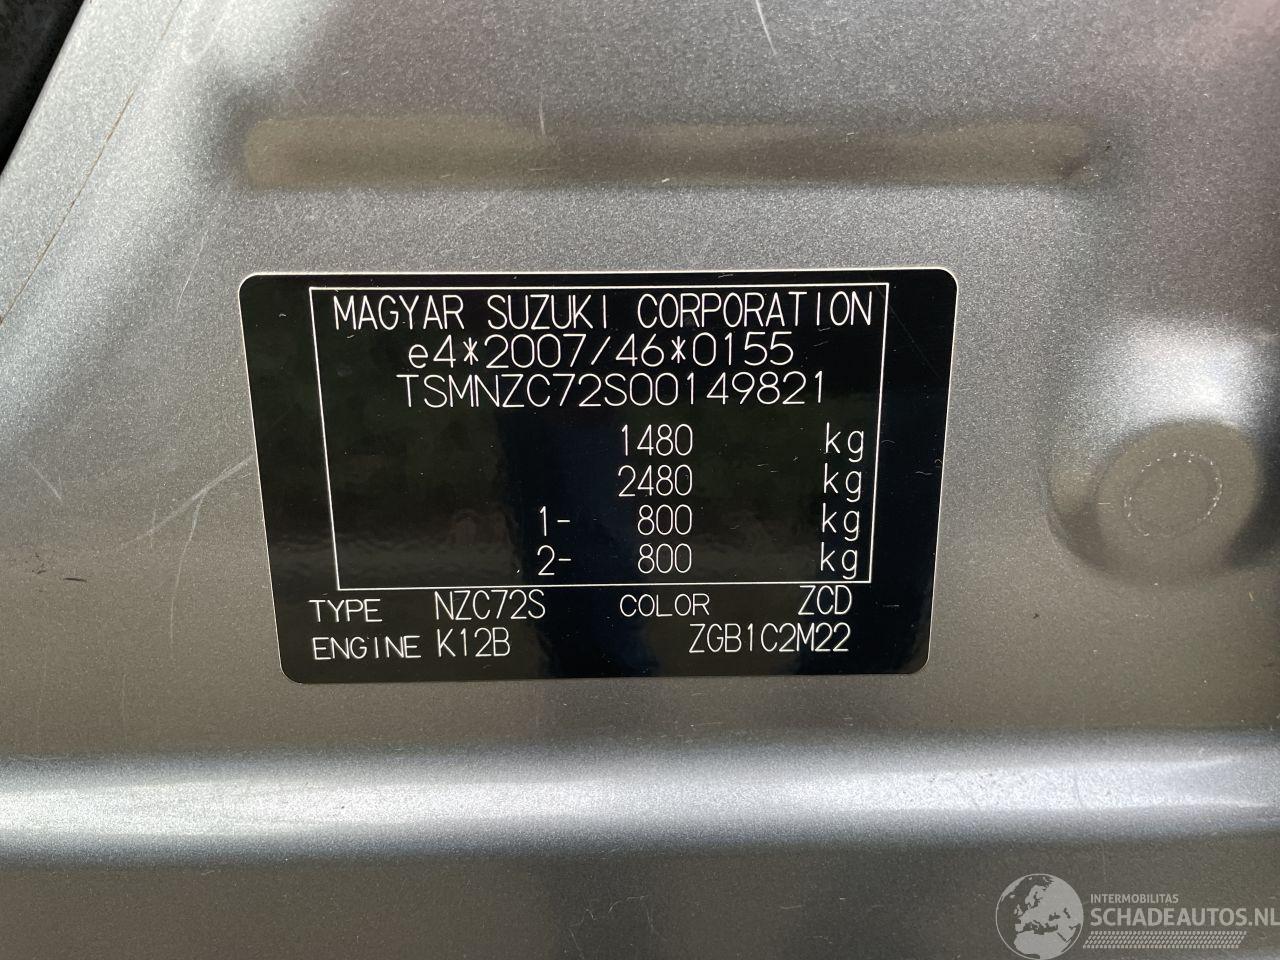 MAGYAR SUZUKI CORPORATION
e4*2007/46*0155
TSMNZC72S00149821
1480 kg
2480 kg
1- 800 kg
2- 800 kg
TYPE NZC72S COLOR ZCD
ENGINE K12B ZGB1C2M22
INTERMOBILITAS
SCHADEAUTOS.NL